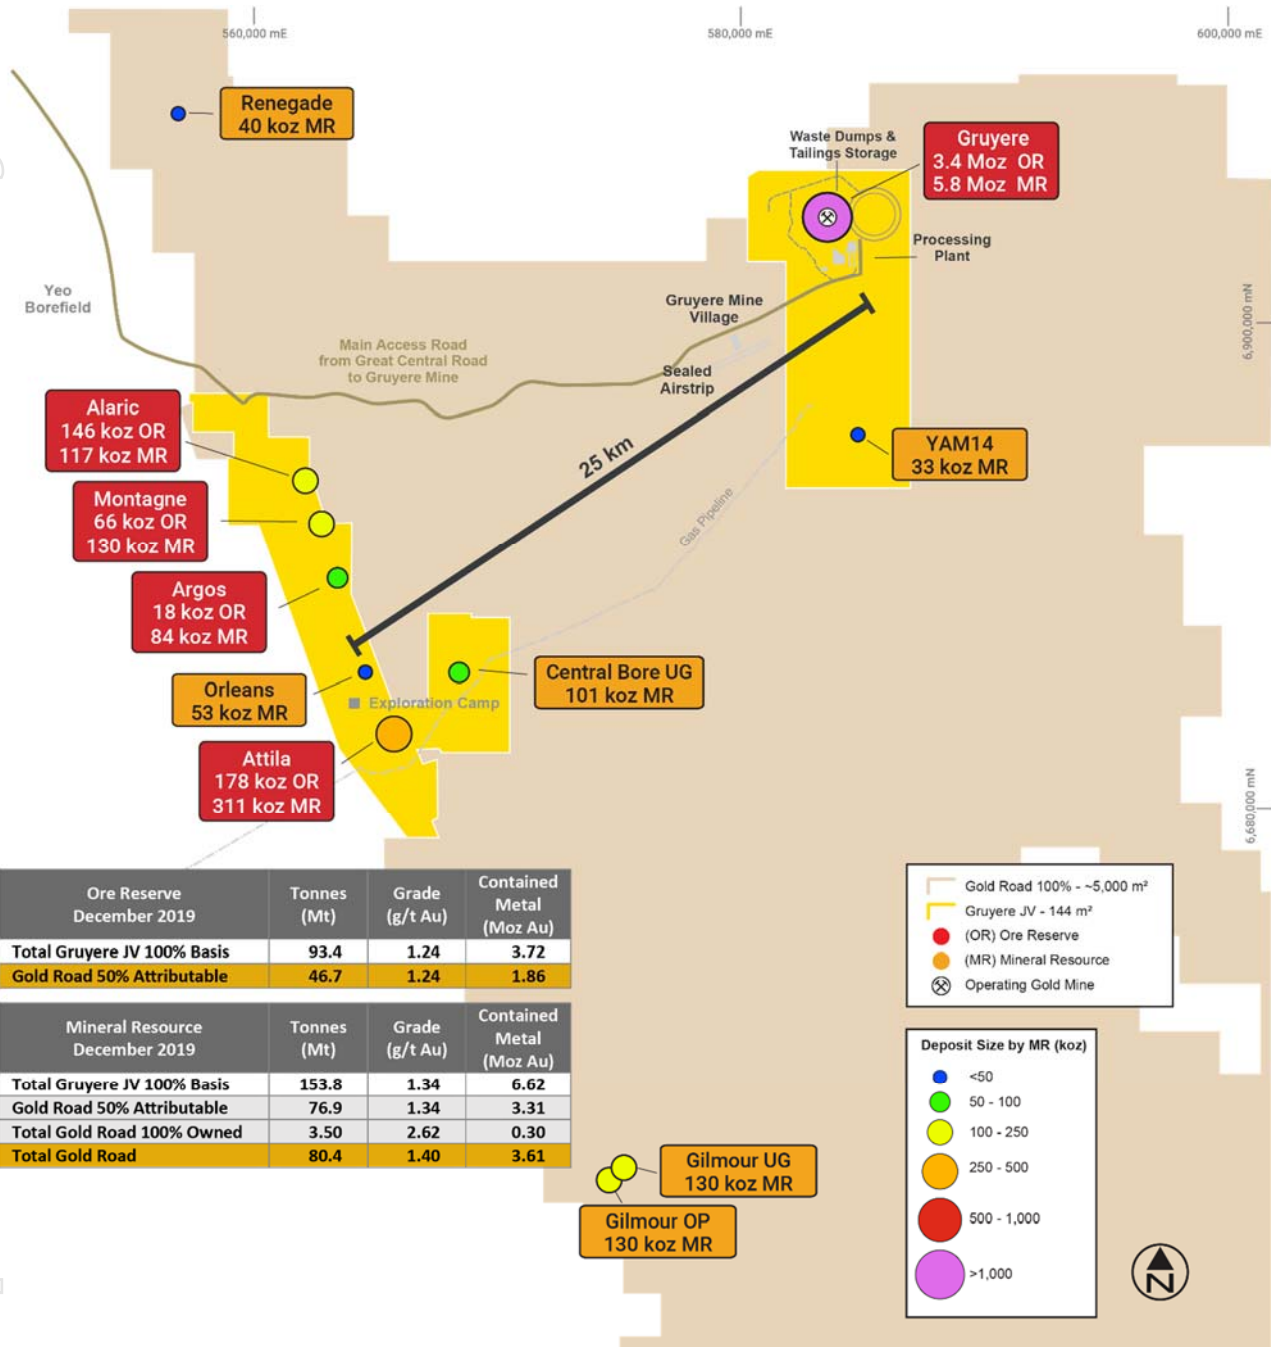 560,000 mE
580,000 mE
600,000 mE
Renegade
40 koz MR
Waste Dumps &
Tailings Storage
Gruyere
3.4 Moz OR
5.8 Moz MR
Processing
Plant
Yeo
Borefield
Gruyere Mine
Village
6,900,000 mN
Main Access Road
from Great Central Road
to Gruyere Mine
Sealed
Airstrip
Alaric
146 koz OR
117 koz MR
25 km
YAM14
33 koz MR
Montagne
66 koz OR
130 koz MR
Gas Pipeline
Argos
18 koz OR
84 koz MR
Orleans
53 koz MR
Central Bore UG
101 koz MR
Exploration Camp
Attila
178 koz OR
311 koz MR
6,680,000 mN
Ore Reserve
December 2019
Tonnes
(Mt)
Grade
(g/t Au)
Contained
Metal
(Moz Au)
Total Gruyere JV 100% Basis 93.4 1.24 3.72
Gold Road 50% Attributable 46.7 1.24 1.86
Mineral Resource
December 2019
Tonnes
(Mt)
Grade
(g/t Au)
Contained
Metal
(Moz Au)
Total Gruyere JV 100% Basis 153.8 1.34 6.62
Gold Road 50% Attributable 76.9 1.34 3.31
Total Gold Road 100% Owned 3.50 2.62 0.30
Total Gold Road 80.4 1.40 3.61
Gold Road 100% - ~5,000 m²
Gruyere JV - 144 m²
(OR) Ore Reserve
(MR) Mineral Resource
Operating Gold Mine
Deposit Size by MR (koz)
<50
50 - 100
100 - 250
250 - 500
500 - 1,000
>1,000
Gilmour UG
130 koz MR
Gilmour OP
130 koz MR
N